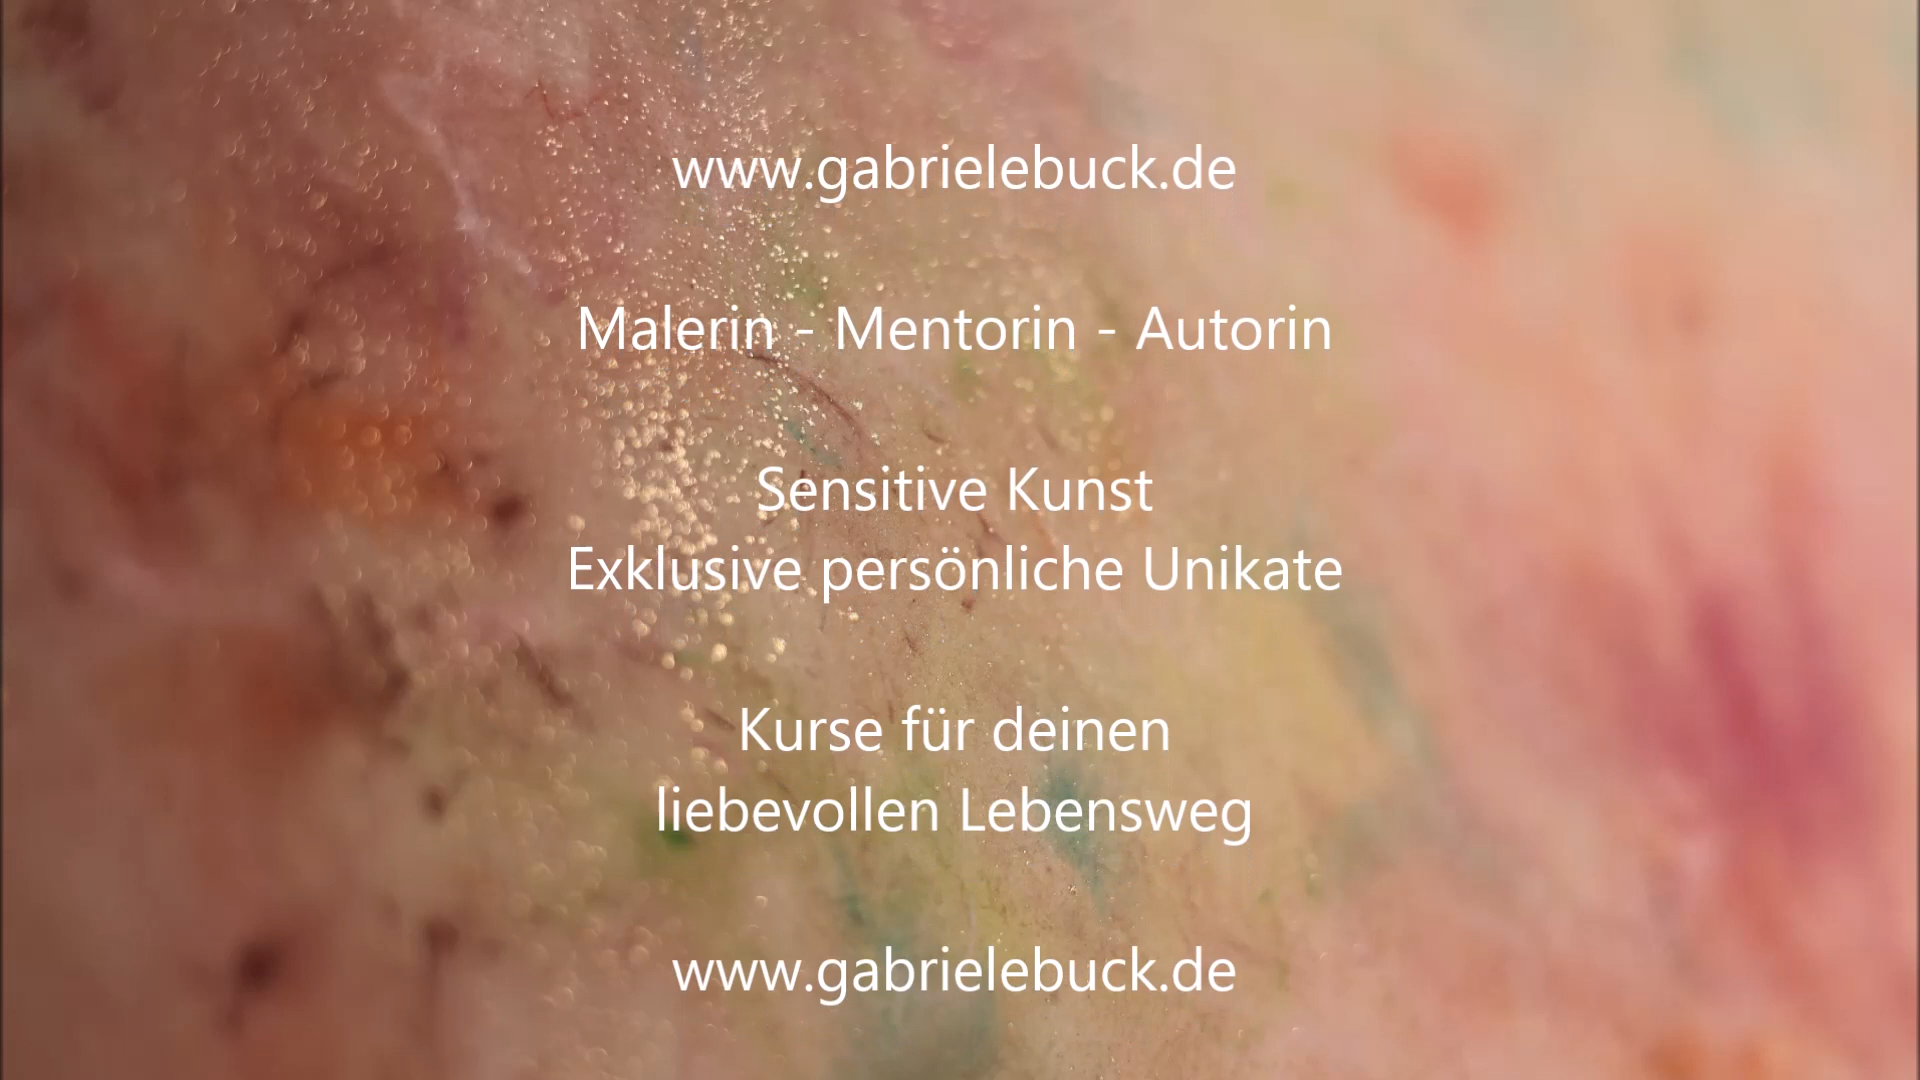 www.gabrielebuck.de
Malerin - Mentorin - Autorin
Sensitive Kunst
Exklusive persönliche Unikate
Kurse für deinen
liebevollen Lebensweg
www.gabrielebuck.de